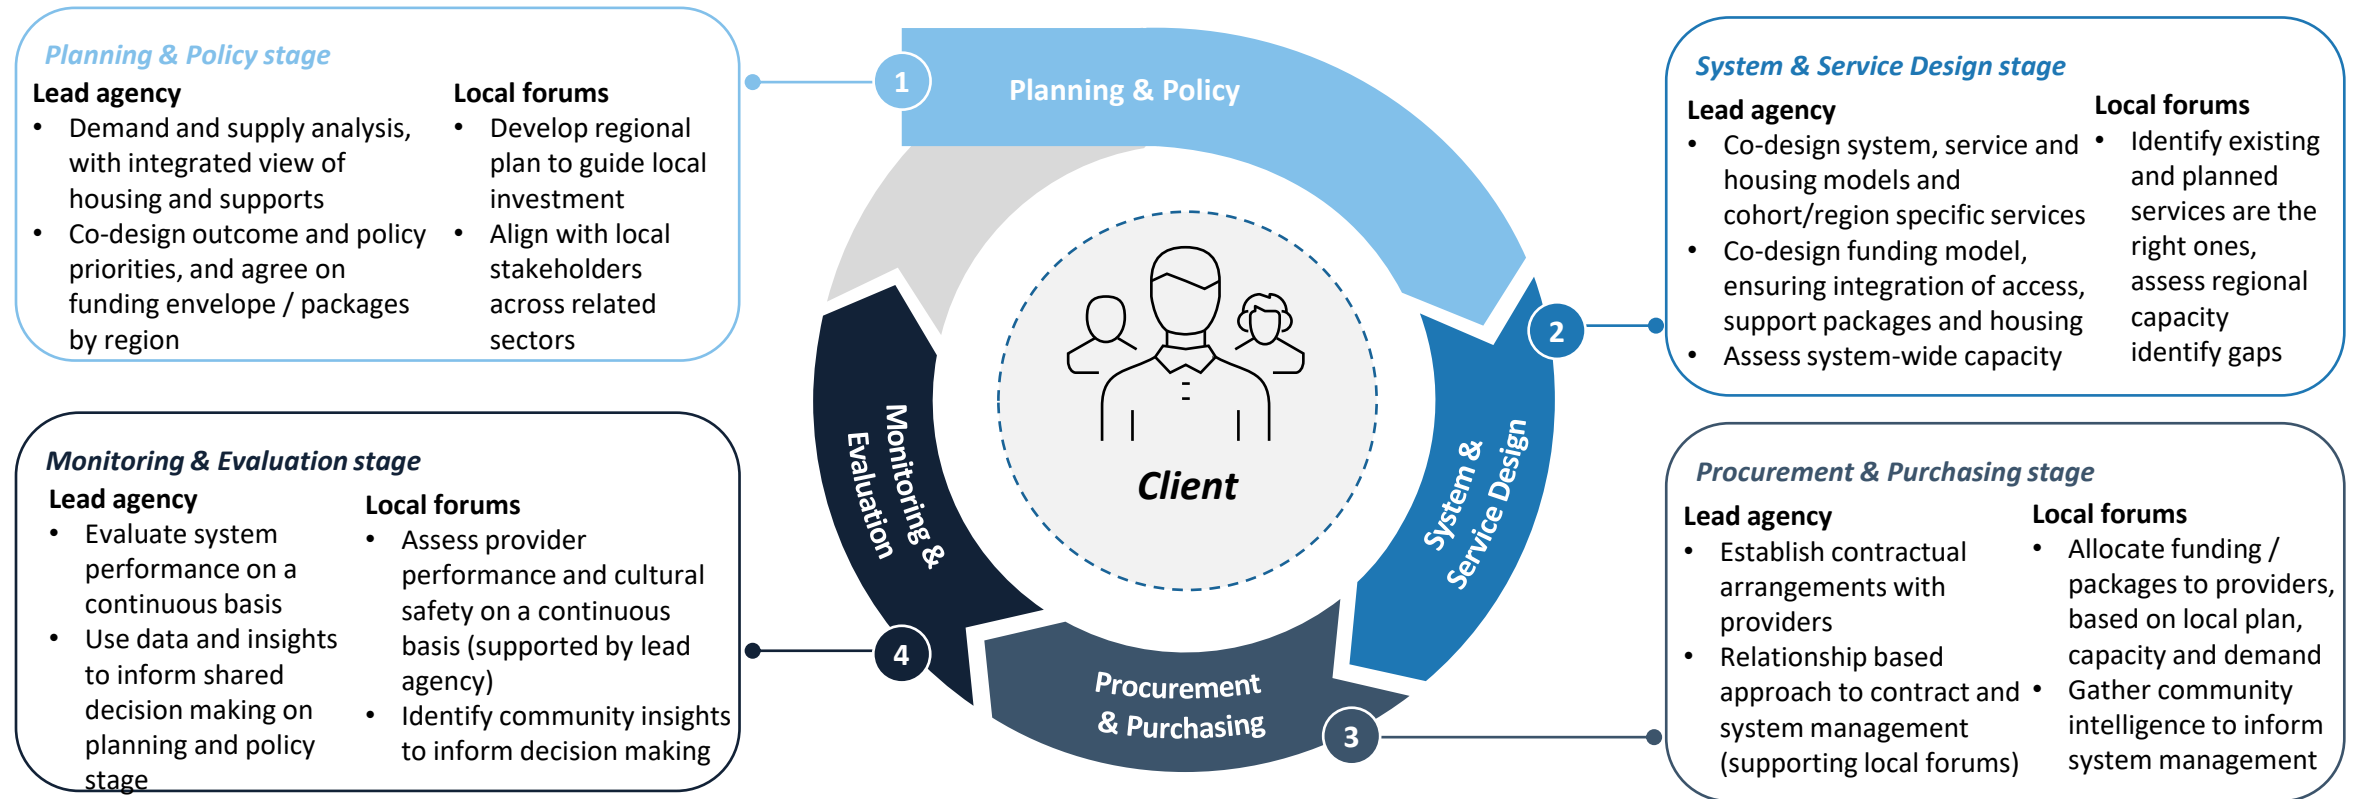 Planning & Policy stage
Lead agency
• Demand and supply analysis,
with integrated view of
housing and supports
• Co-design outcome and policy
priorities, and agree on
funding envelope / packages
by region
Local forums
• Develop regional
plan to guide local
investment
• Align with local
stakeholders
across related
sectors
1
Planning & Policy
System & Service Design stage
Lead agency
• Co-design system, service and
housing models and
cohort/region specific services
• Co-design funding model,
ensuring integration of access,
support packages and housing
• Assess system-wide capacity
Local forums
• Identify existing
and planned
services are the
right ones,
assess regional
capacity
identify gaps
2
System &
Service Design
Client
Monitoring & Evaluation stage
Lead agency
• Evaluate system
performance on a
continuous basis
• Use data and insights
to inform shared
decision making on
planning and policy
stage
Local forums
• Assess provider
performance and cultural
safety on a continuous
basis (supported by lead
agency)
• Identify community insights
to inform decision making
4
Monitoring &
Evaluation
Procurement
& Purchasing
3
Procurement & Purchasing stage
Lead agency
• Establish contractual
arrangements with
providers
• Relationship based
approach to contract and
system management
(supporting local forums)
Local forums
• Allocate funding /
packages to providers,
based on local plan,
capacity and demand
• Gather community
intelligence to inform
system management